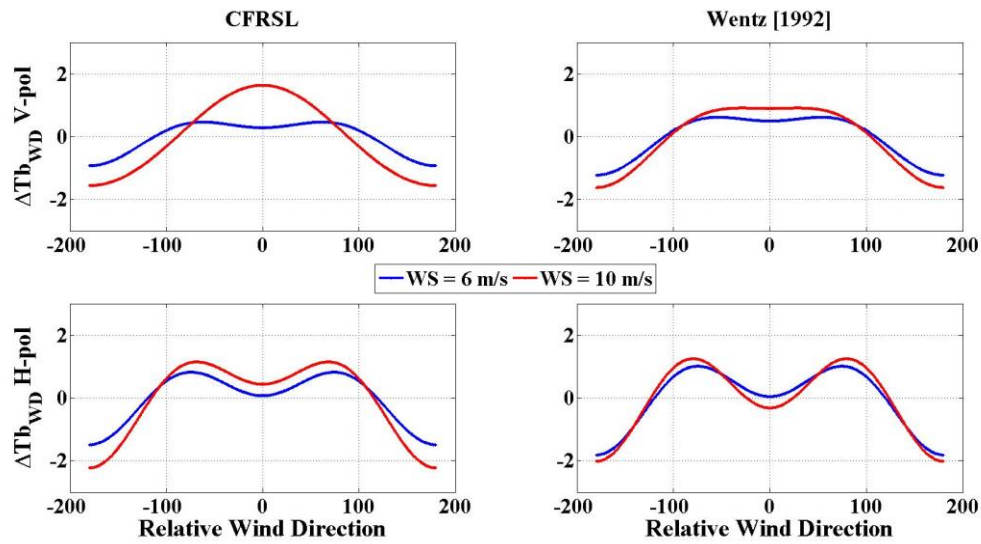 CFRSL
Wentz [1992]
ΔTb_WD V-pol
2
0
-2
-200 -100 0 100 200
2
0
-2
-200 -100 0 100 200
WS = 6 m/s WS = 10 m/s
ΔTb_WD H-pol
2
0
-2
-200 -100 0 100 200
Relative Wind Direction
2
0
-2
-200 -100 0 100 200
Relative Wind Direction